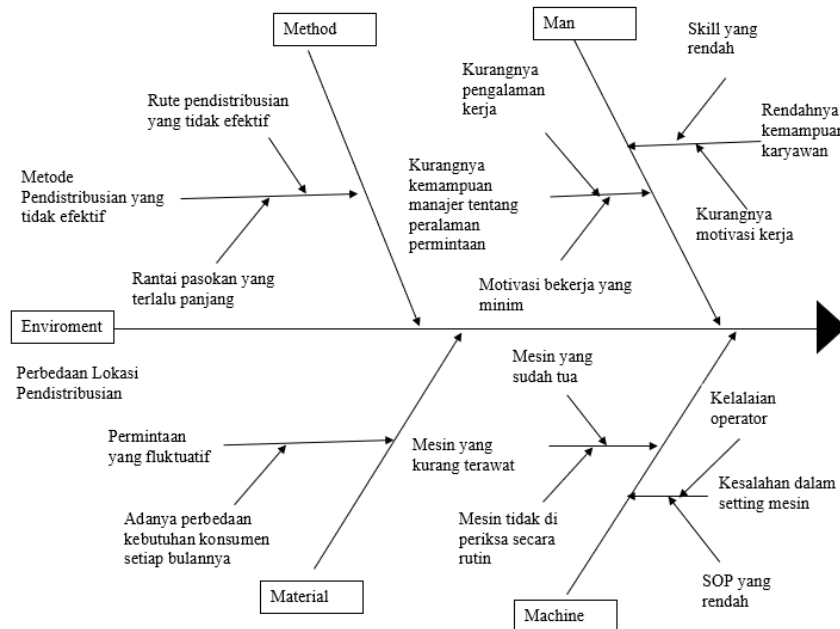 Method
Man
Skill yang
rendah
Kurangnya
pengalaman
kerja
Rute pendistribusian
yang tidak efektif
Rendahnya
kemampuan
karyawan
Metode
Pendistribusian yang
tidak efektif
Kurangnya
kemampuan
manajer tentang
peralaman
permintaan
Kurangnya
motivasi kerja
Rantai pasokan yang
terlalu panjang
Motivasi bekerja yang
minim
Enviroment
Perbedaan Lokasi
Pendistribusian
Mesin yang
sudah tua
Kelalaian
operator
Permintaan
yang fluktuatif
Mesin yang
kurang terawat
Kesalahan dalam
setting mesin
Adanya perbedaan
kebutuhan konsumen
setiap bulannya
Mesin tidak di
periksa secara
rutin
SOP yang
rendah
Material
Machine